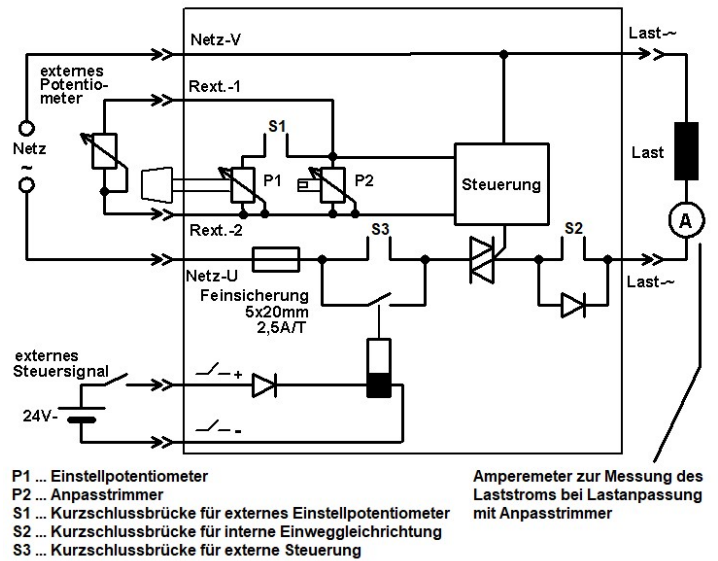 Netz-V
Last-~
externes
Potentio-
meter
Rext.-1
S1
Netz
~
P1
P2
Steuerung
Last
Rext.-2
S3
S2
A
Netz-U
Last-~
Feinsicherung
5x20mm
2,5A/T
externes
Steuersignal
+
24V-
-
P1 ... Einstellpotentiometer
P2 ... Anpasstrimmer
S1 ... Kurzschlussbrücke für externes Einstellpotentiometer
S2 ... Kurzschlussbrücke für interne Einweggleichrichtung
S3 ... Kurzschlussbrücke für externe Steuerung
Amperemeter zur Messung des
Laststroms bei Lastanpassung
mit Anpasstrimmer